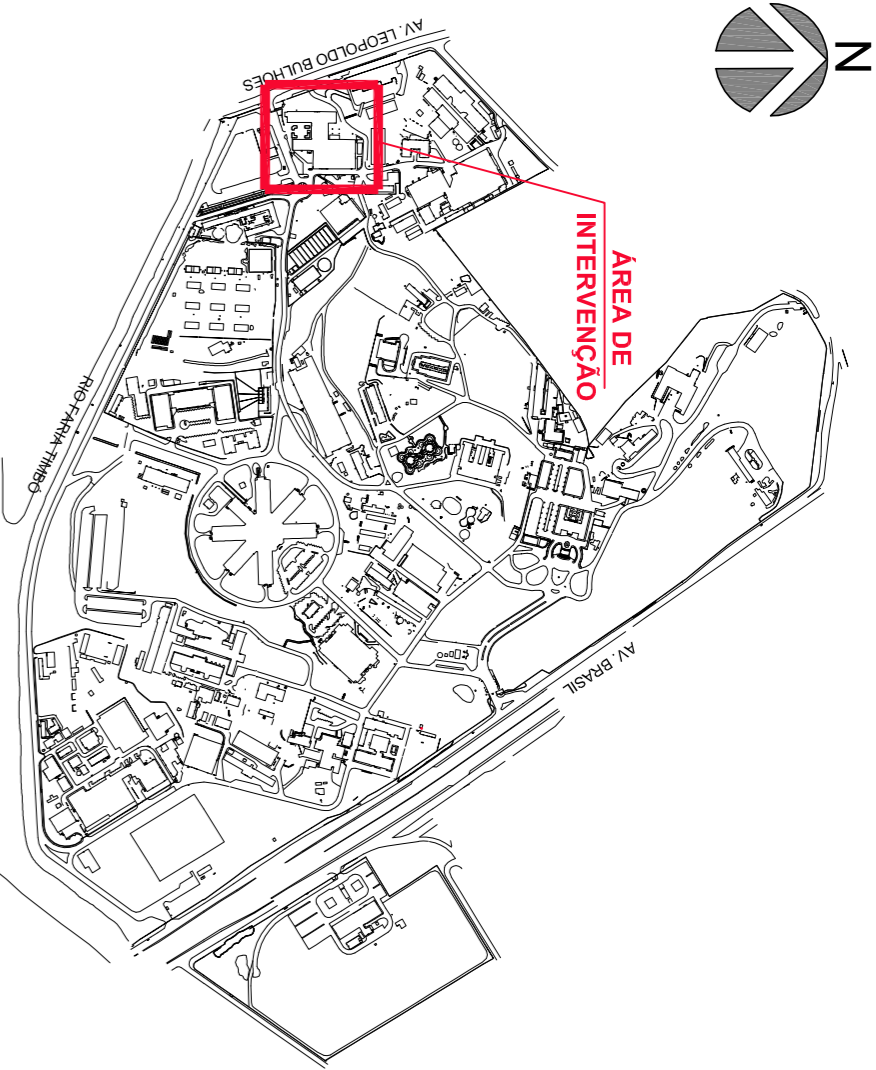 N
AV. LEOPOLDO BULHÕES
ÁREA DE
INTERVENÇÃO
RIO FARIA TIMBÓ
AV. BRASIL